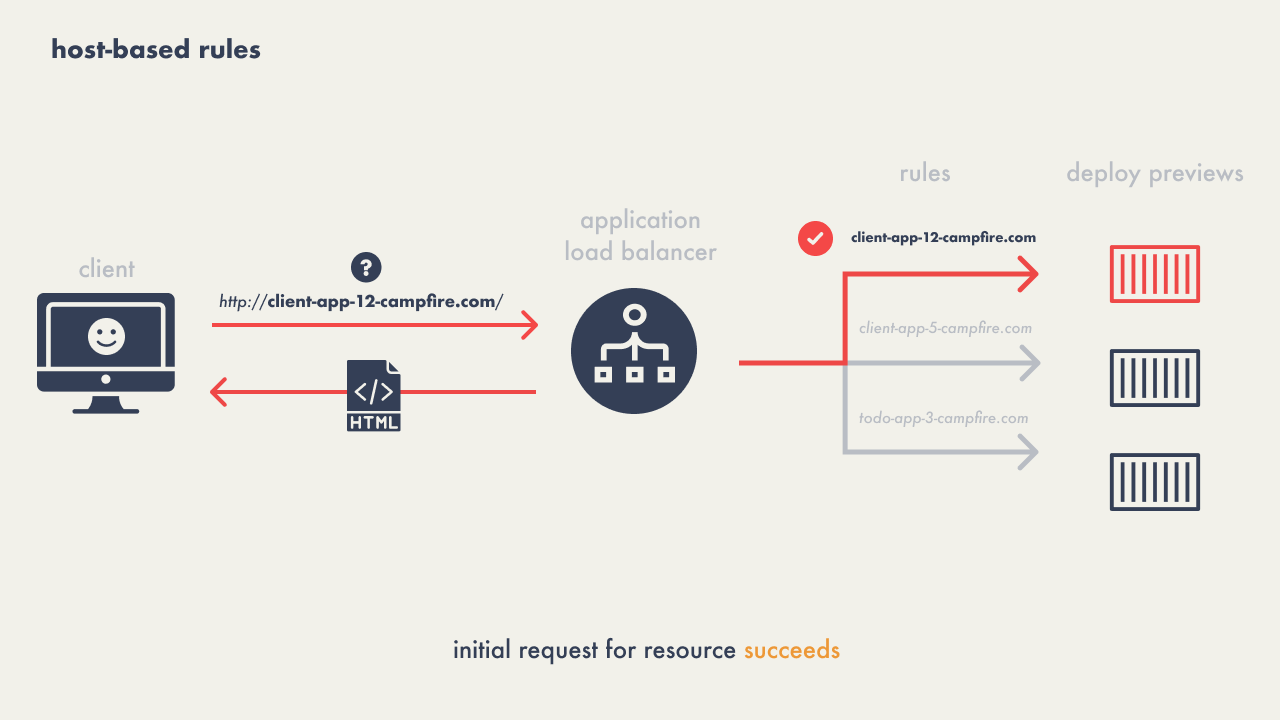 host-based rules
rules
deploy previews
application
load balancer
client-app-12-campfire.com
client
?
http://client-app-12-campfire.com/
client-app-5-campfire.com
</>
HTML
todo-app-3-campfire.com
initial request for resource succeeds